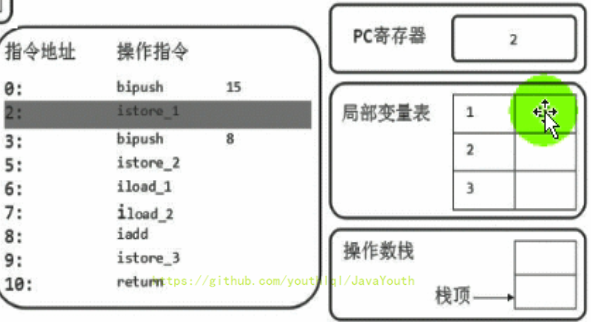 指令地址 操作指令
0: bipush 15
2: istore_1
3: bipush 8
5: istore_2
6: iload_1
7: iload_2
8: iadd
9: istore_3
10: return
https://github.com/youthlql/JavaYouth
PC寄存器 2
局部变量表 1
2
3
操作数栈
栈顶